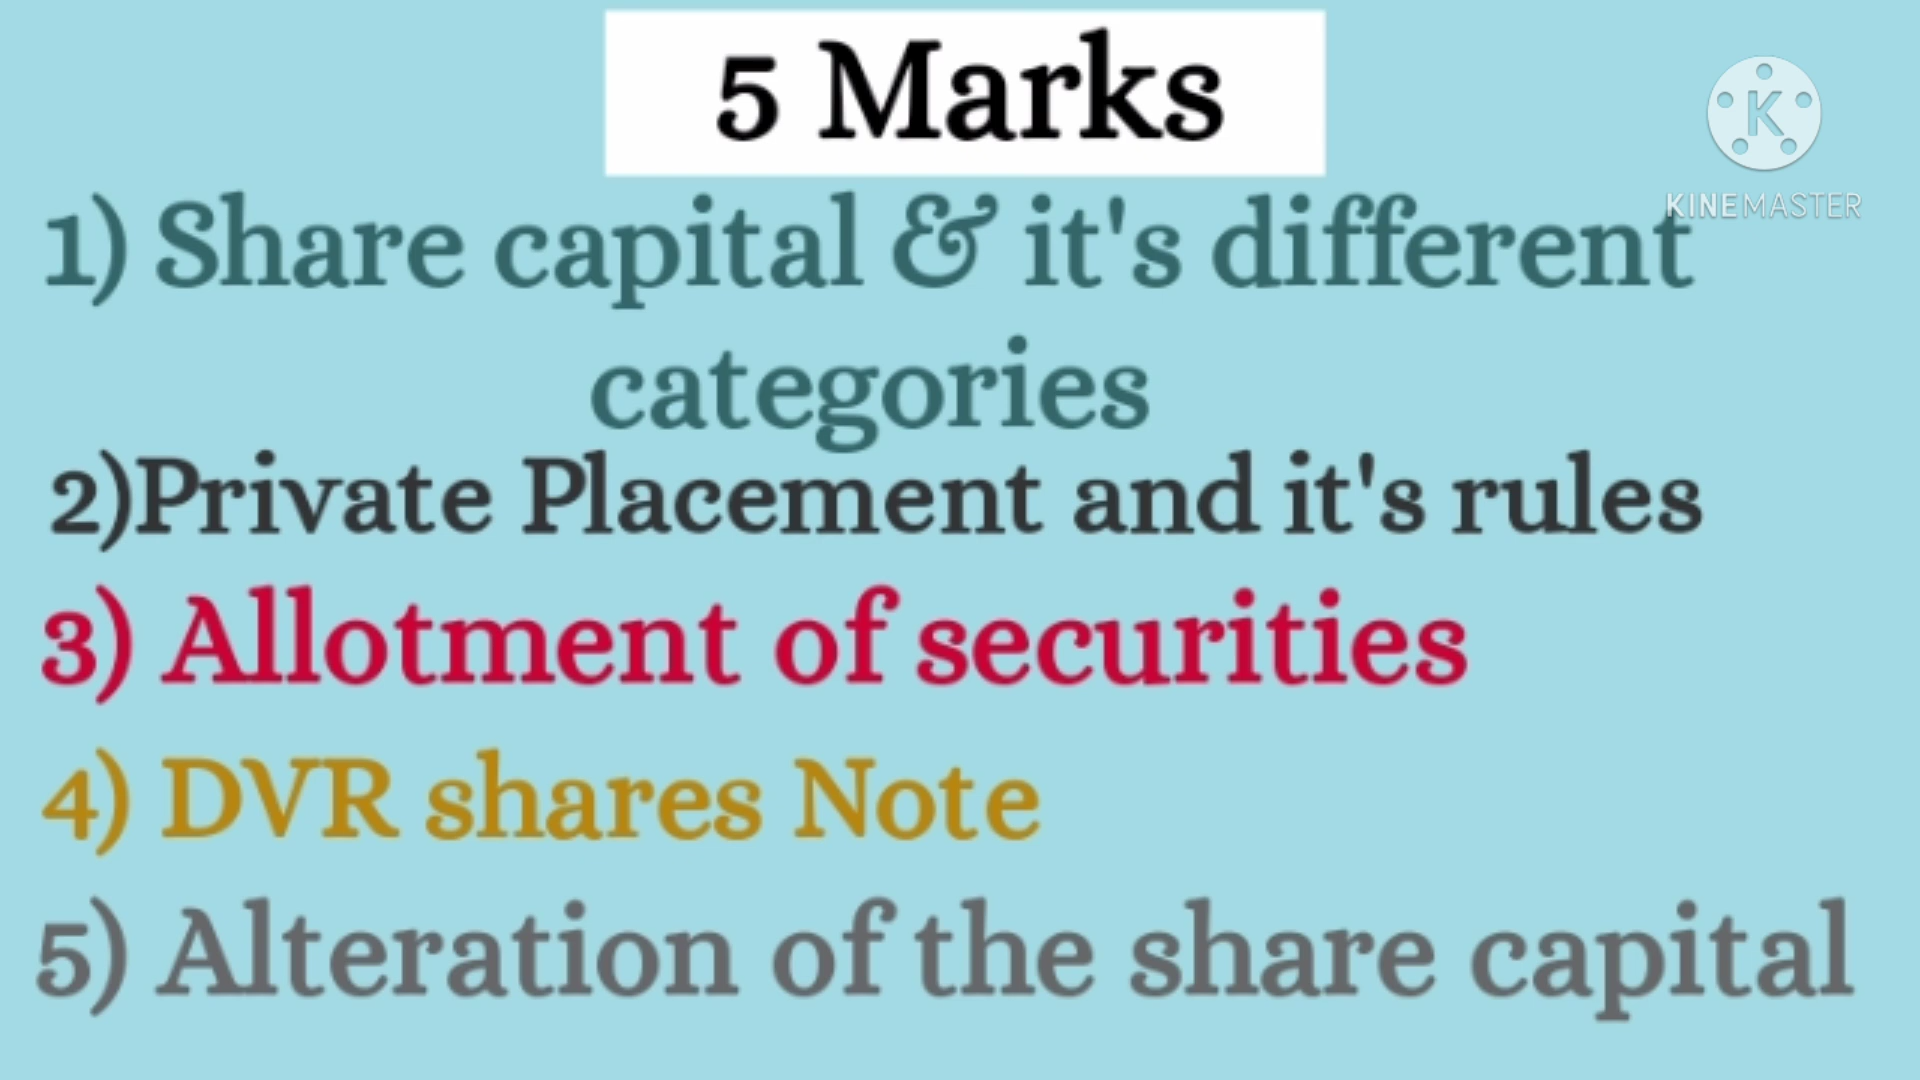 5 Marks
K
KINEMASTER
1) Share capital & it's different
categories
2)Private Placement and it's rules
3) Allotment of securities
4) DVR shares Note
5) Alteration of the share capital